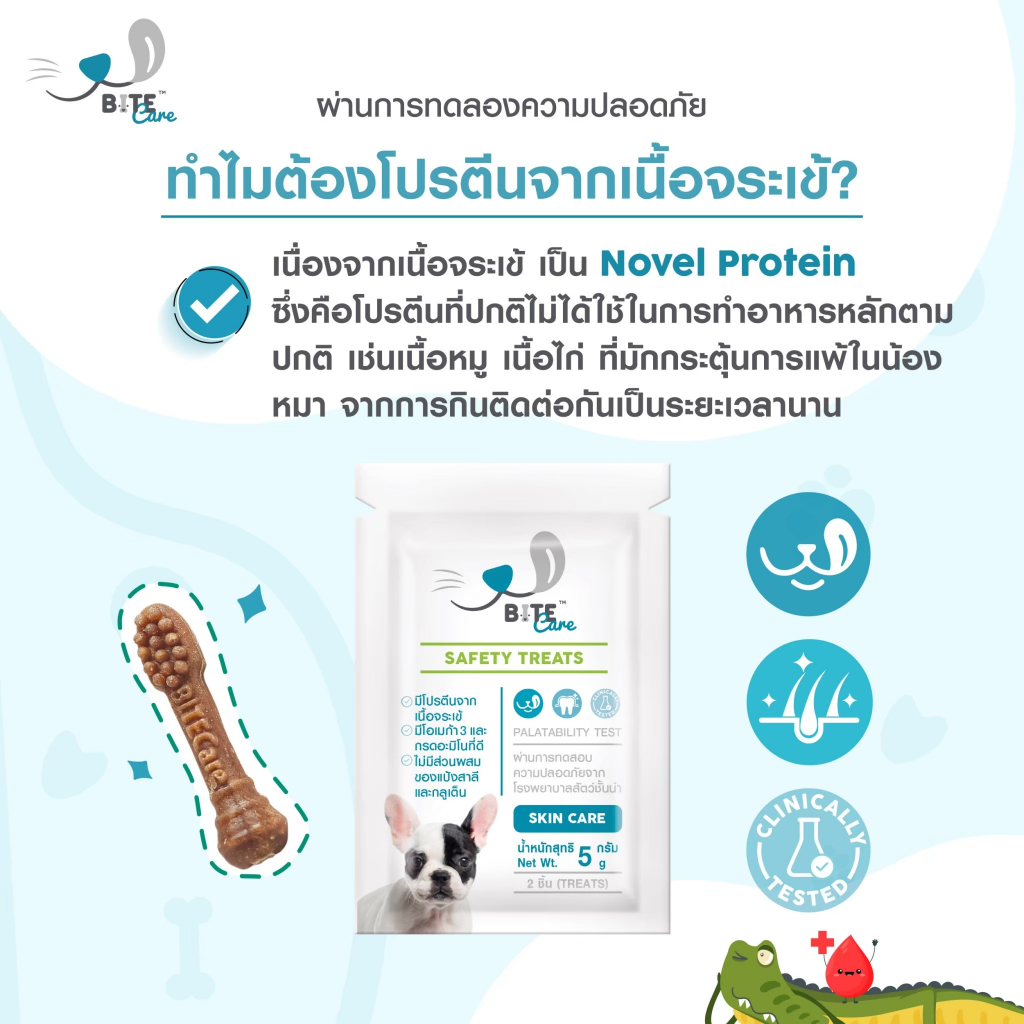 BITE™
Care
ผ่านการทดลองความปลอดภัย
ทำไมต้องโปรตีนจากเนื้อจระเข้?
เนื่องจากเนื้อจระเข้ เป็น Novel Protein
ซึ่งคือโปรตีนที่ปกติไม่ได้ใช้ในการทำอาหารหลักตาม
ปกติ เช่นเนื้อหมู เนื้อไก่ ที่มักกระตุ้นการแพ้ในน้อง
หมา จากการกินติดต่อกันเป็นระยะเวลานาน
BITECare
BITE™
Care
SAFETY TREATS
มีโปรตีนจาก
เนื้อจระเข้
มีโอเมก้า 3 และ
กรดอะมิโนที่ดี
ไม่มีส่วนผสม
ของแป้งสาลี
และกลูเต็น
CLINICALLY
TESTED
PALATABILITY TEST
ผ่านการทดสอบ
ความปลอดภัยจาก
โรงพยาบาลสัตว์ชั้นนำ
SKIN CARE
น้ำหนักสุทธิ 5 กรัม
Net Wt. g
2 ชิ้น (TREATS)
CLINICALLY
TESTED